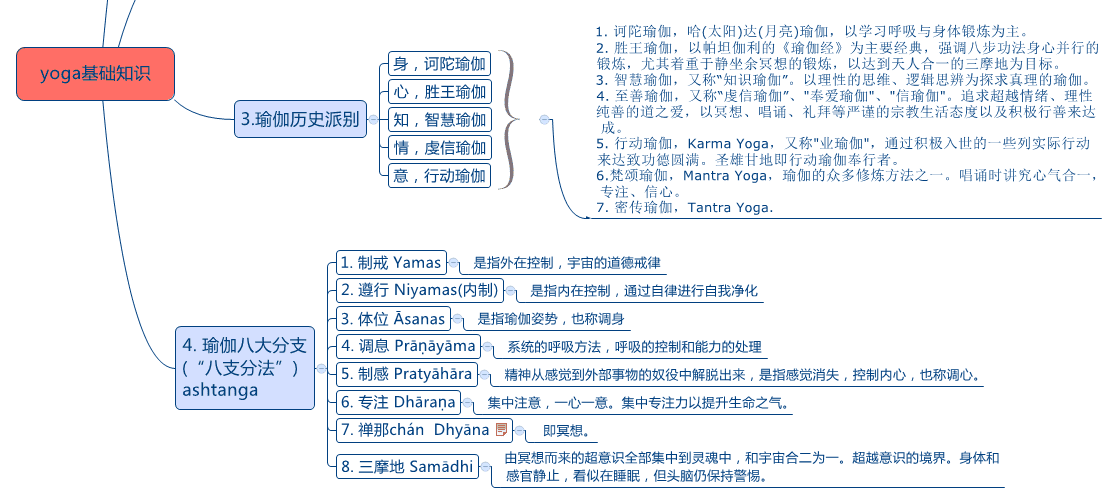 yoga基础知识
3.瑜伽历史派别
身，诃陀瑜伽
心，胜王瑜伽
知，智慧瑜伽
情，虔信瑜伽
意，行动瑜伽
1. 诃陀瑜伽，哈(太阳)达(月亮)瑜伽，以学习呼吸与身体锻炼为主。
2. 胜王瑜伽，以帕坦伽利的《瑜伽经》为主要经典，强调八步功法身心并行的
锻炼，尤其着重于静坐余冥想的锻炼，以达到天人合一的三摩地为目标。
3. 智慧瑜伽，又称“知识瑜伽”。以理性的思维、逻辑思辨为探求真理的瑜伽。
4. 至善瑜伽，又称“虔信瑜伽”、"奉爱瑜伽"、"信瑜伽"。追求超越情绪、理性
纯善的道之爱，以冥想、唱诵、礼拜等严谨的宗教生活态度以及积极行善来达
成。
5. 行动瑜伽，Karma Yoga，又称"业瑜伽"，通过积极入世的一些列实际行动
来达致功德圆满。圣雄甘地即行动瑜伽奉行者。
6.梵颂瑜伽，Mantra Yoga，瑜伽的众多修炼方法之一。唱诵时讲究心气合一，
专注、信心。
7. 密传瑜伽，Tantra Yoga.
4. 瑜伽八大分支
(“八支分法”)
ashtanga
1. 制戒 Yamas
是指外在控制，宇宙的道德戒律
2. 遵行 Niyamas(内制)
是指内在控制，通过自律进行自我净化
3. 体位 Āsanas
是指瑜伽姿势，也称调身
4. 调息 Prāṇāyāma
系统的呼吸方法，呼吸的控制和能力的处理
5. 制感 Pratyāhāra
精神从感觉到外部事物的奴役中解脱出来，是指感觉消失，控制内心，也称调心。
6. 专注 Dhāraṇa
集中注意，一心一意。集中专注力以提升生命之气。
7. 禅那chán Dhyāna
即冥想。
8. 三摩地 Samādhi
由冥想而来的超意识全部集中到灵魂中，和宇宙合二为一。超越意识的境界。身体和
感官静止，看似在睡眠，但头脑仍保持警惕。